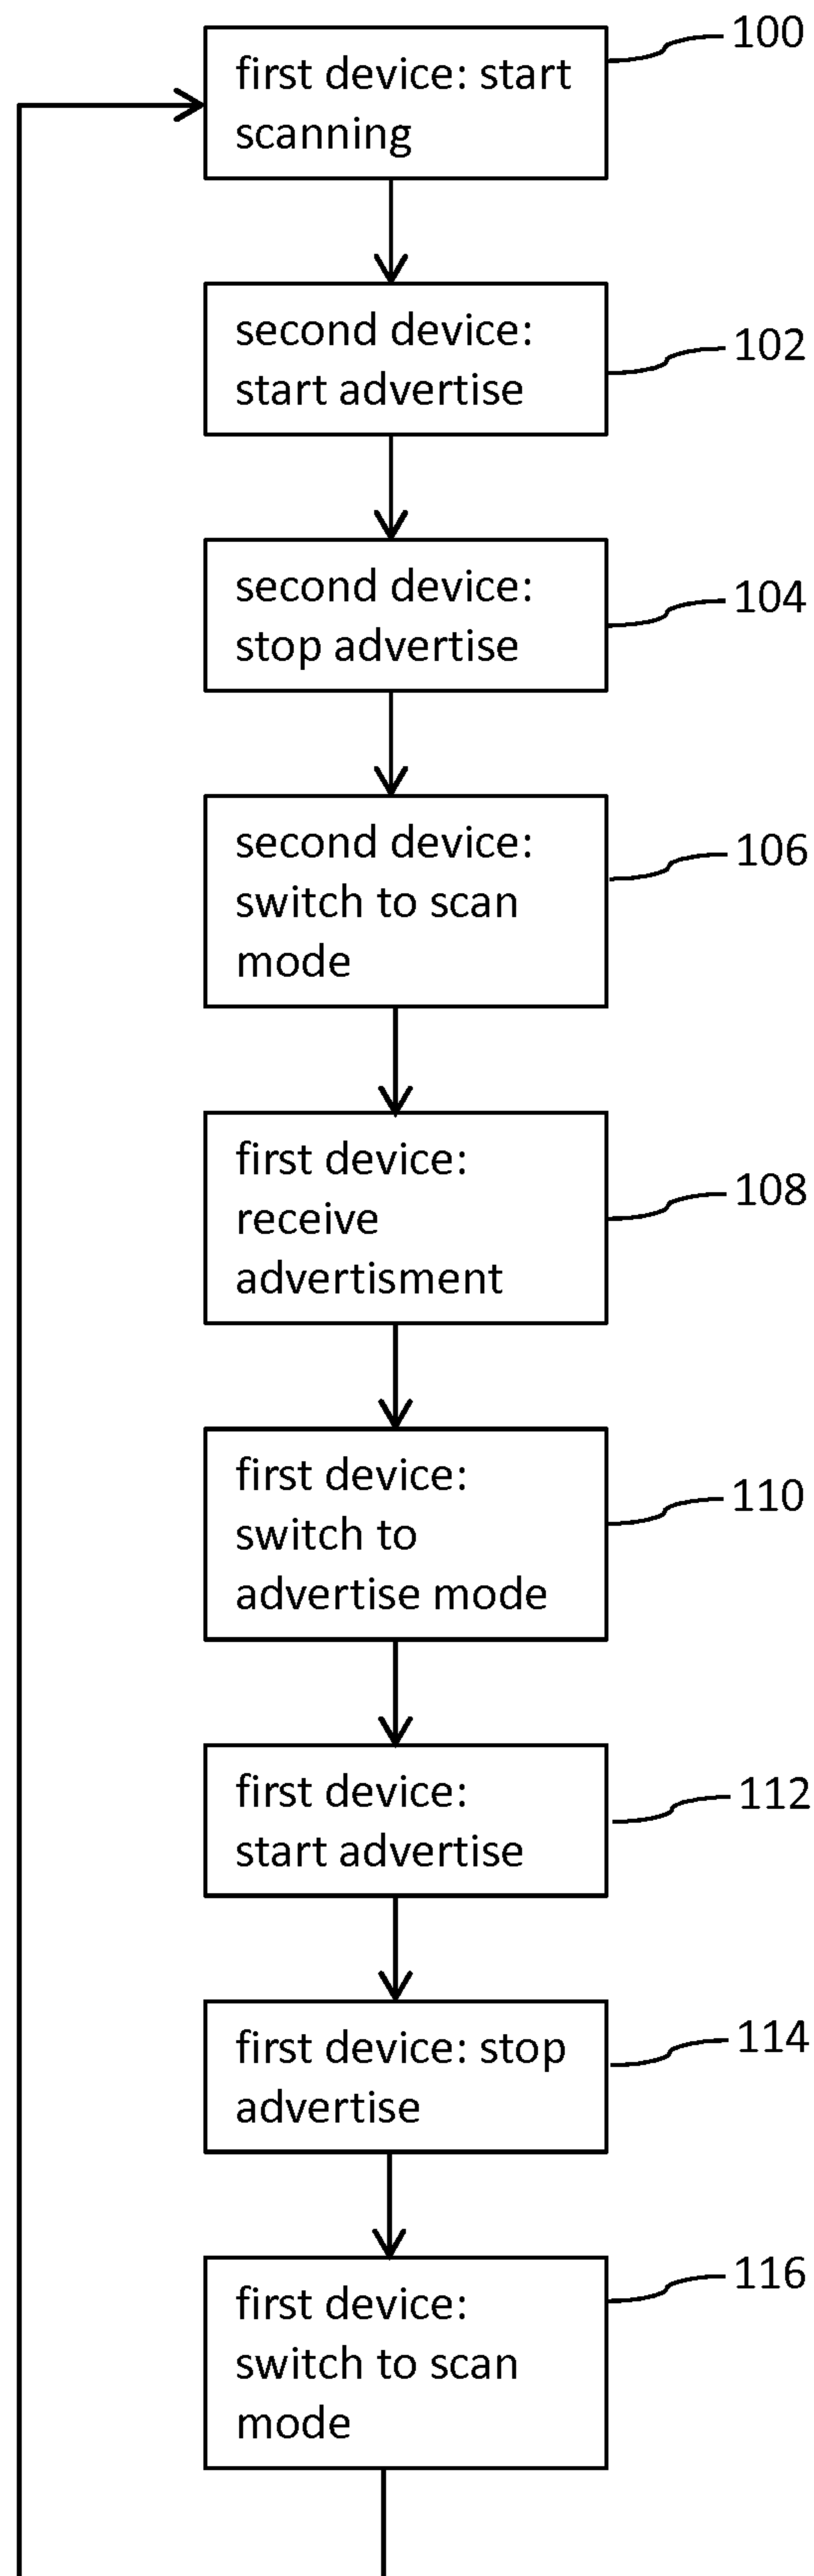 100
first device: start
scanning
second device:
start advertise
102
second device:
stop advertise
104
second device:
switch to scan
mode
106
first device:
receive
advertisment
108
first device:
switch to
advertise mode
110
first device:
start advertise
112
first device: stop
advertise
114
first device:
switch to scan
mode
116